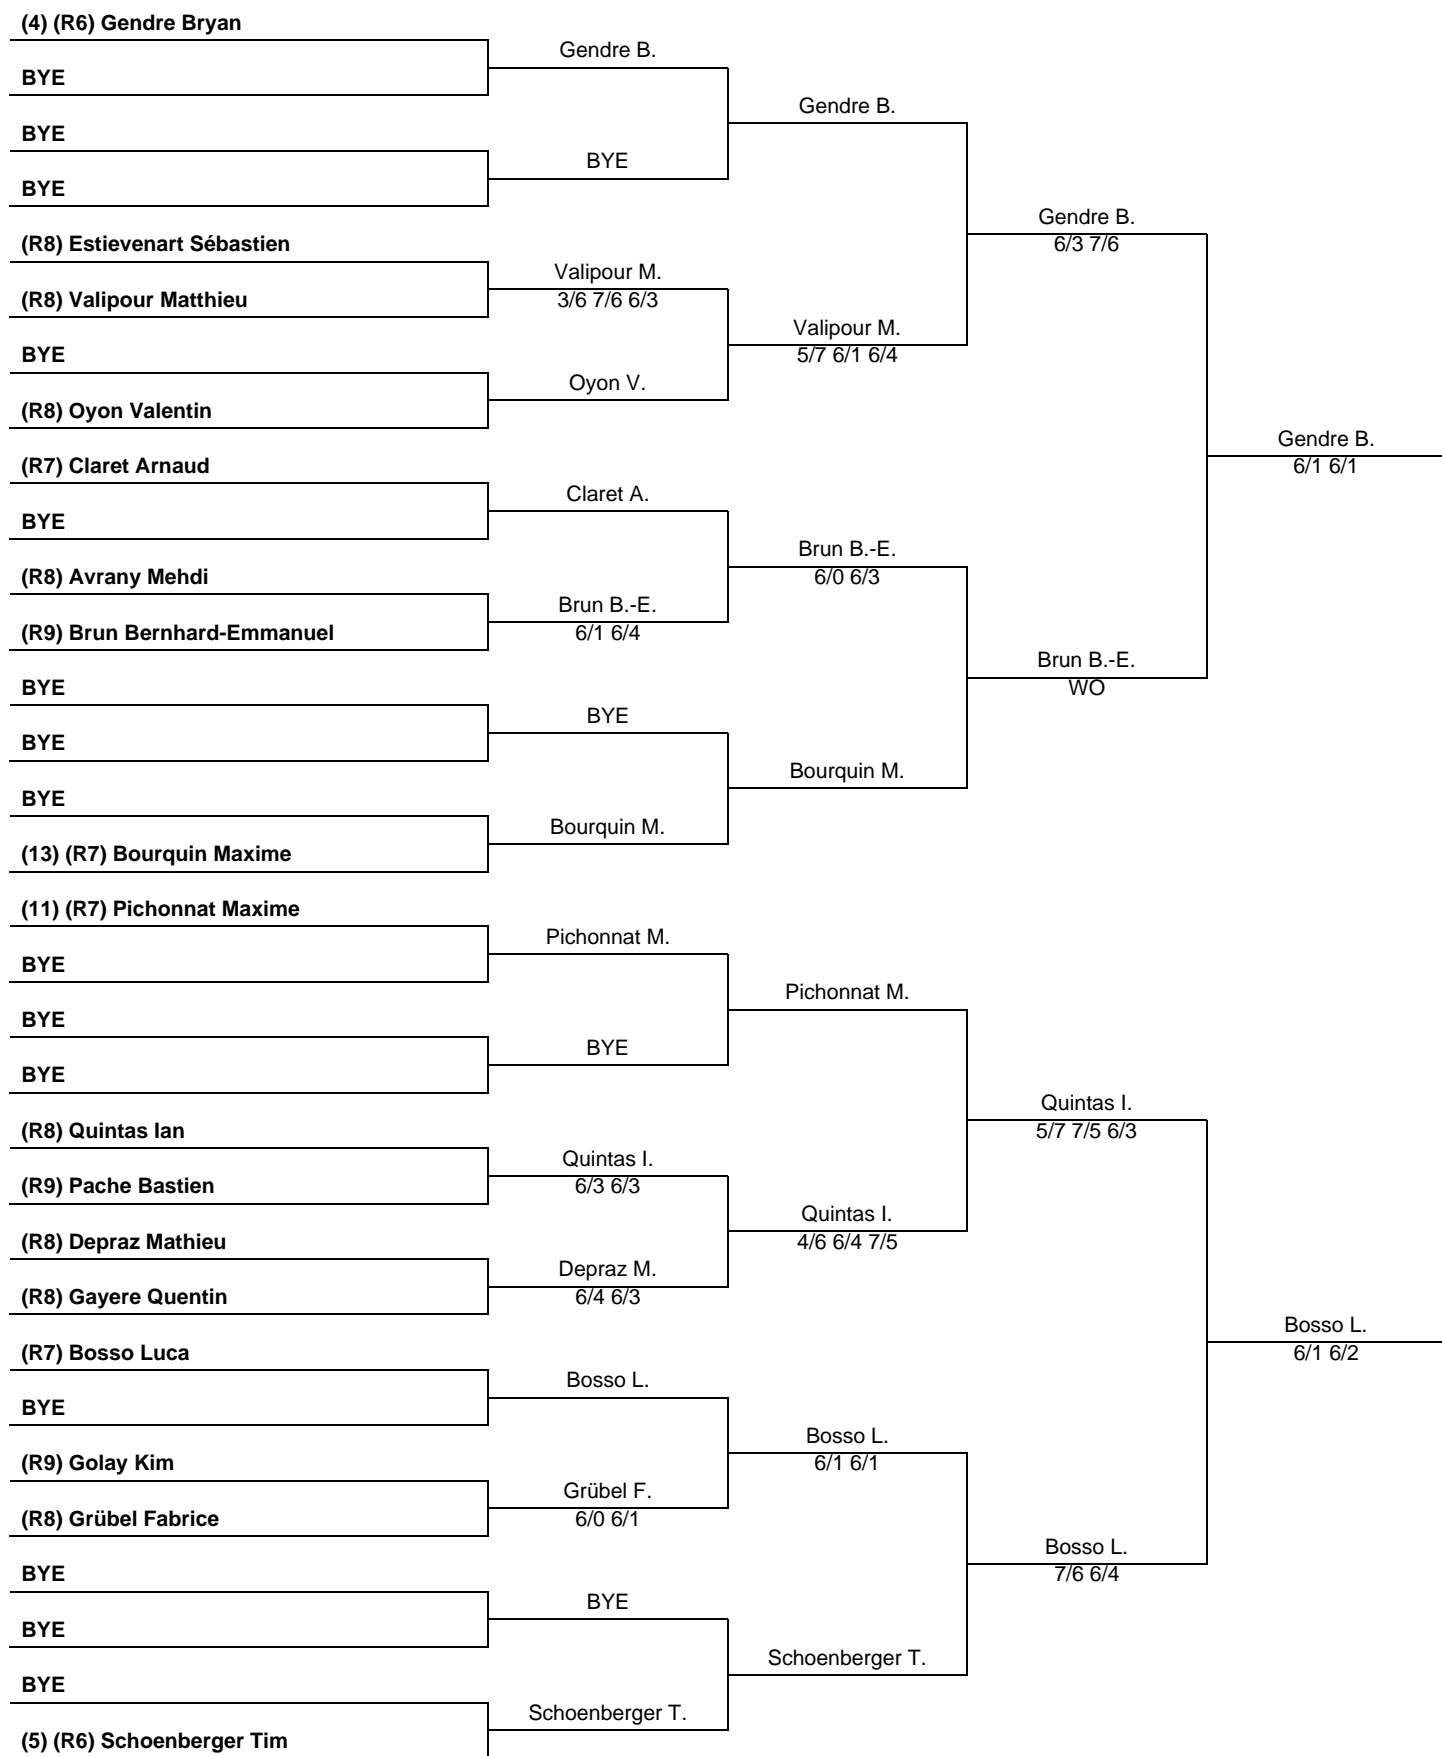 (4) (R6) Gendre Bryan
Gendre B.
BYE
Gendre B.
BYE
BYE
BYE
Gendre B.
6/3 7/6
(R8) Estievenart Sébastien
Valipour M.
3/6 7/6 6/3
(R8) Valipour Matthieu
Valipour M.
5/7 6/1 6/4
BYE
Oyon V.
(R8) Oyon Valentin
Gendre B.
6/1 6/1
(R7) Claret Arnaud
Claret A.
BYE
Brun B.-E.
6/0 6/3
(R8) Avrany Mehdi
Brun B.-E.
6/1 6/4
(R9) Brun Bernhard-Emmanuel
Brun B.-E.
WO
BYE
BYE
BYE
Bourquin M.
BYE
Bourquin M.
(13) (R7) Bourquin Maxime
(11) (R7) Pichonnat Maxime
Pichonnat M.
BYE
Pichonnat M.
BYE
BYE
BYE
Quintas I.
5/7 7/5 6/3
(R8) Quintas Ian
Quintas I.
6/3 6/3
(R9) Pache Bastien
Quintas I.
4/6 6/4 7/5
(R8) Depraz Mathieu
Depraz M.
6/4 6/3
(R8) Gayere Quentin
Bosso L.
6/1 6/2
(R7) Bosso Luca
Bosso L.
BYE
Bosso L.
6/1 6/1
(R9) Golay Kim
Grübel F.
6/0 6/1
(R8) Grübel Fabrice
Bosso L.
7/6 6/4
BYE
BYE
BYE
Schoenberger T.
BYE
Schoenberger T.
(5) (R6) Schoenberger Tim